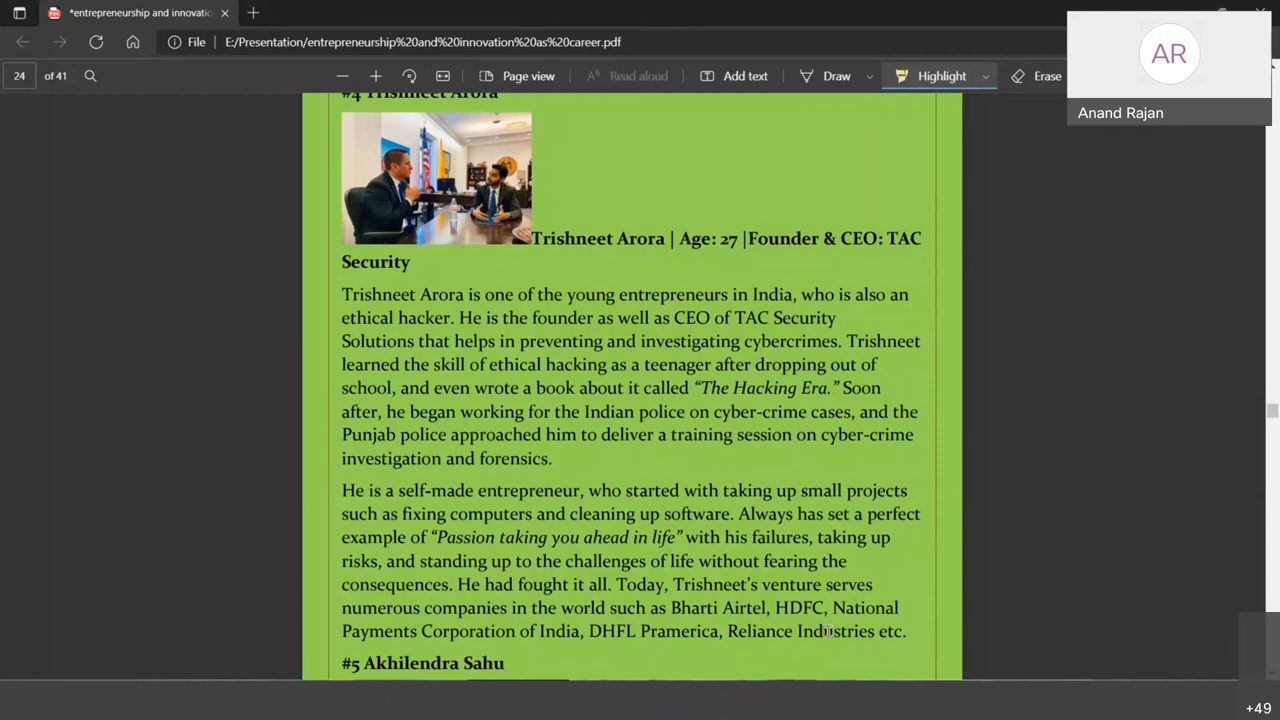 *entrepreneurship and innovatio
File
E:/Presentation/entrepreneurship%20and%20innovation%20as%20career.pdf
AR
Anand Rajan
24 of 41
Page view
Read aloud
Add text
Draw
Highlight
Erase
#4 Trishneet Arora
Trishneet Arora | Age: 27 |Founder & CEO: TAC
Security
Trishneet Arora is one of the young entrepreneurs in India, who is also an
ethical hacker. He is the founder as well as CEO of TAC Security
Solutions that helps in preventing and investigating cybercrimes. Trishneet
learned the skill of ethical hacking as a teenager after dropping out of
school, and even wrote a book about it called “The Hacking Era.” Soon
after, he began working for the Indian police on cyber-crime cases, and the
Punjab police approached him to deliver a training session on cyber-crime
investigation and forensics.
He is a self-made entrepreneur, who started with taking up small projects
such as fixing computers and cleaning up software. Always has set a perfect
example of “Passion taking you ahead in life” with his failures, taking up
risks, and standing up to the challenges of life without fearing the
consequences. He had fought it all. Today, Trishneet’s venture serves
numerous companies in the world such as Bharti Airtel, HDFC, National
Payments Corporation of India, DHFL Pramerica, Reliance Industries etc.
#5 Akhilendra Sahu
+49